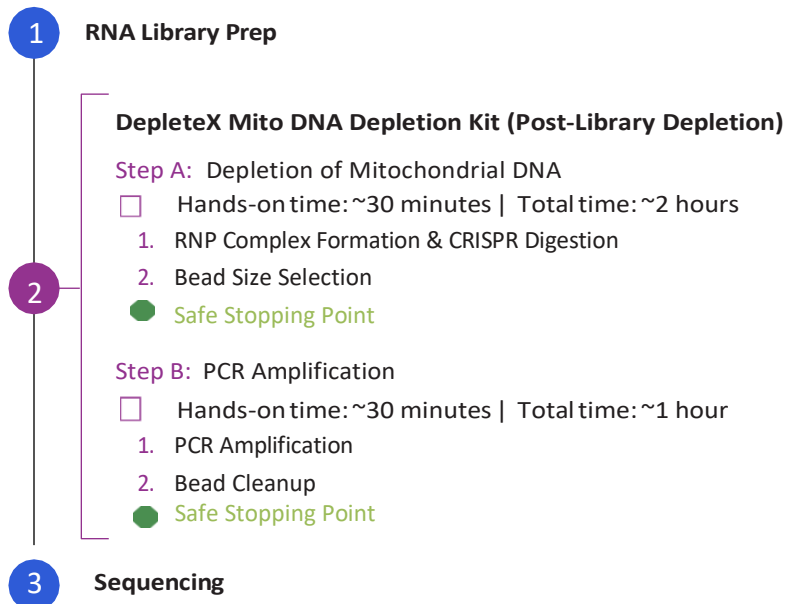 1 RNA Library Prep
DepleteX Mito DNA Depletion Kit (Post-Library Depletion)
Step A: Depletion of Mitochondrial DNA
Hands-on time: ~30 minutes | Total time: ~2 hours
1. RNP Complex Formation & CRISPR Digestion
2
2. Bead Size Selection
Safe Stopping Point
Step B: PCR Amplification
Hands-on time: ~30 minutes | Total time: ~1 hour
1. PCR Amplification
2. Bead Cleanup
Safe Stopping Point
3 Sequencing